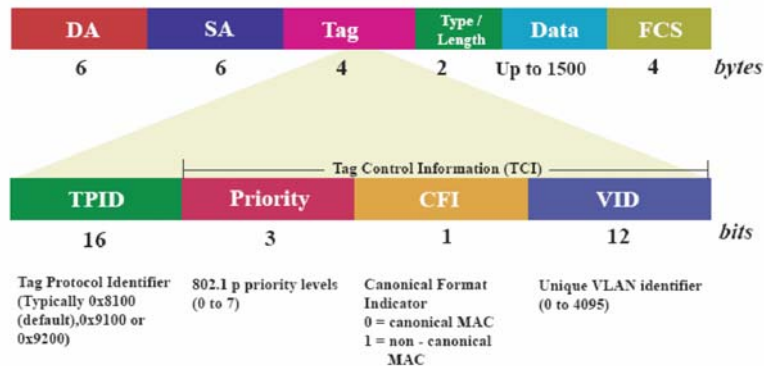 DA SA Tag Type / Length Data FCS
6 6 4 2 Up to 1500 4 bytes
Tag Control Information (TCI)
TPID Priority CFI VID
16 3 1 12 bits
Tag Protocol Identifier
(Typically 0x8100
(default),0x9100 or
0x9200)
802.1 p priority levels
(0 to 7)
Canonical Format
Indicator
0 = canonical MAC
1 = non - canonical
MAC
Unique VLAN identifier
(0 to 4095)